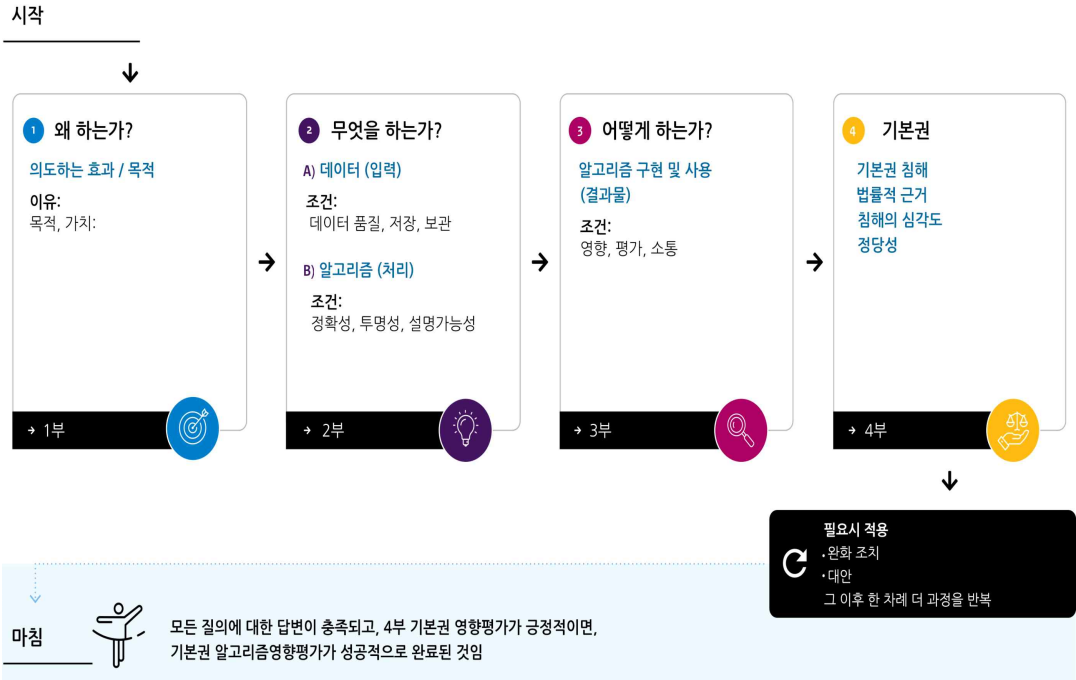 시작
1 왜 하는가?
의도하는 효과 / 목적
이유:
목적, 가치:
→ 1부
2 무엇을 하는가?
A) 데이터 (입력)
조건:
데이터 품질, 저장, 보관
B) 알고리즘 (처리)
조건:
정확성, 투명성, 설명가능성
→ 2부
3 어떻게 하는가?
알고리즘 구현 및 사용
(결과물)
조건:
영향, 평가, 소통
→ 3부
4 기본권
기본권 침해
법률적 근거
침해의 심각도
정당성
→ 4부
필요시 적용
· 완화 조치
· 대안
그 이후 한 차례 더 과정을 반복
마침
모든 질의에 대한 답변이 충족되고, 4부 기본권 영향평가가 긍정적이면,
기본권 알고리즘영향평가가 성공적으로 완료된 것임